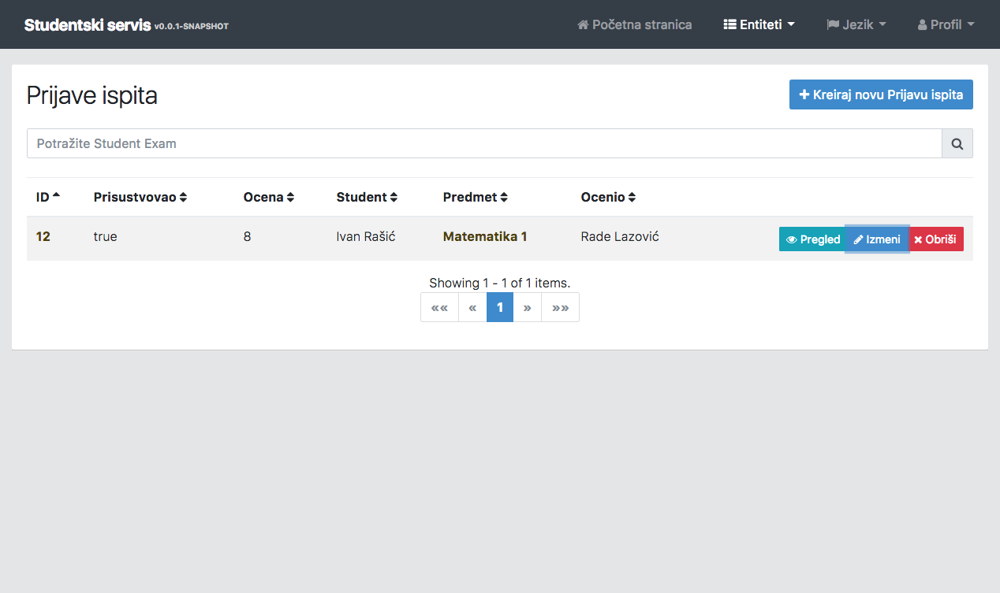 Studentski servis v0.0.1-SNAPSHOT Početna stranica Entiteti Jezik Profil
Prijave ispita Kreiraj novu Prijavu ispita
Potražite Student Exam
ID Prisustvovao Ocena Student Predmet Ocenio
12 true 8 Ivan Rašić Matematika 1 Rade Lazović Pregled Izmeni Obriši
Showing 1 - 1 of 1 items.
«« « 1 » »»